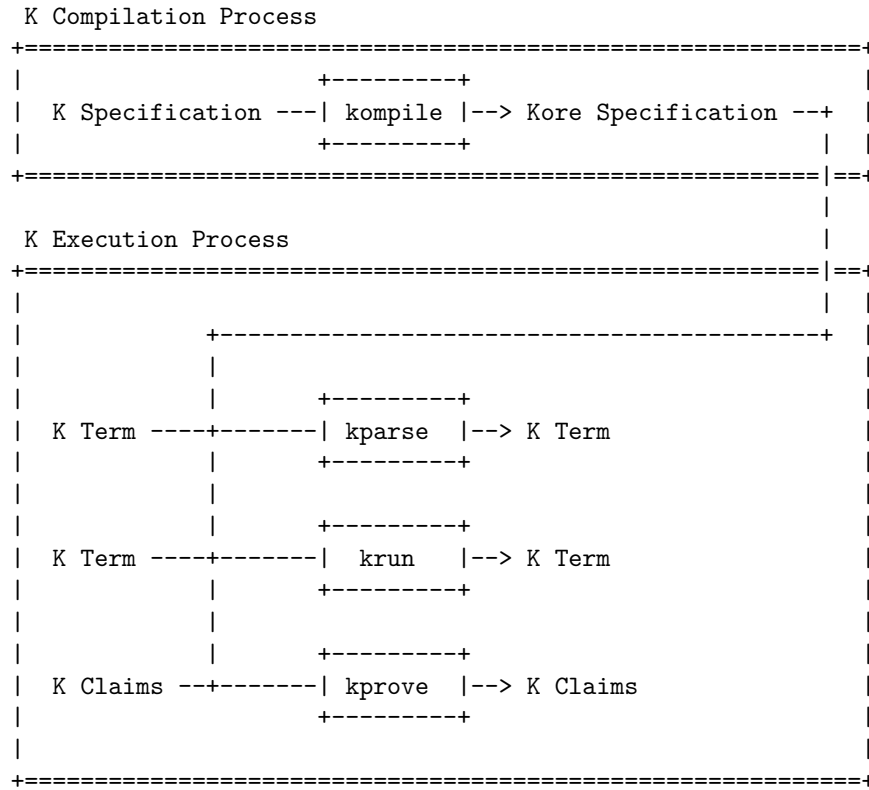 K Compilation Process
K Specification ---| kompile |--> Kore Specification --+
K Execution Process
K Term ----+-------| kparse |--> K Term
K Term ----+-------| krun |--> K Term
K Claims --+-------| kprove |--> K Claims